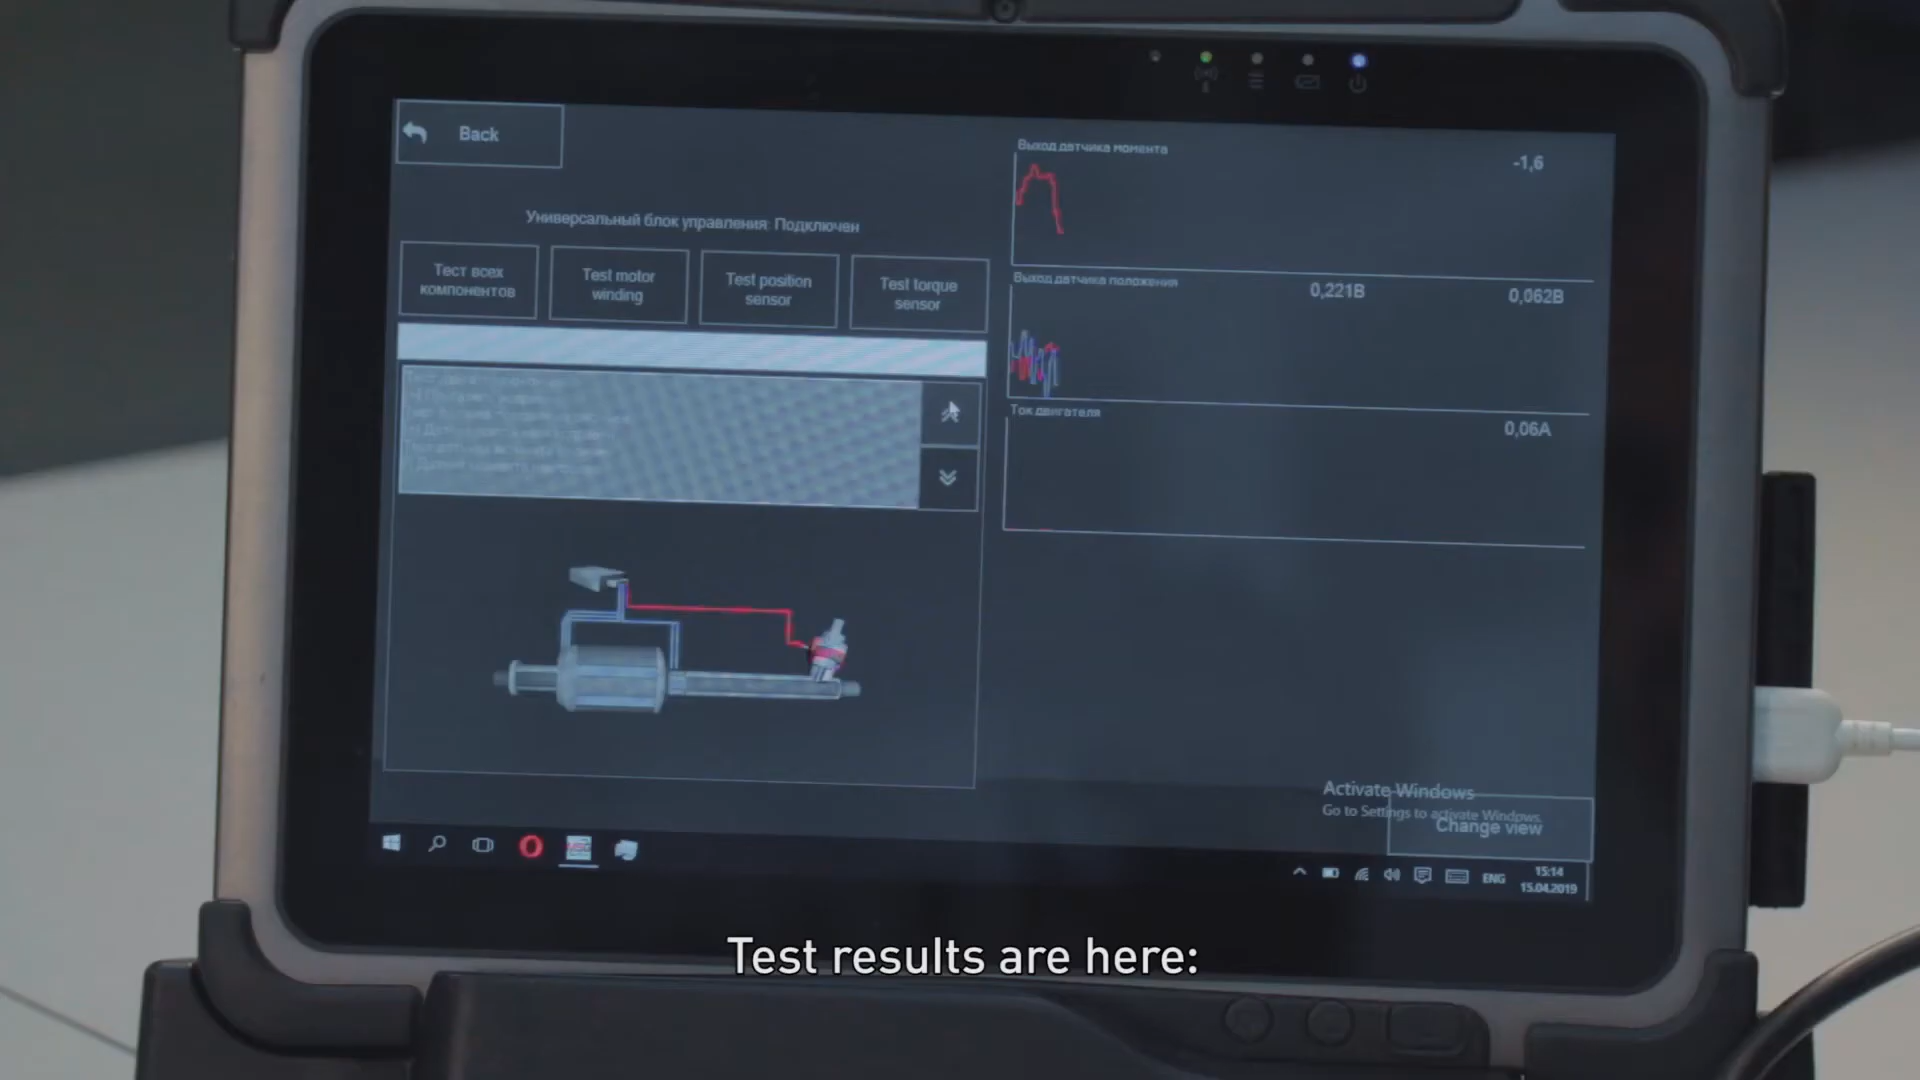 Back
Универсальный блок управления: Подключен
Тест всех
компонентов
Test motor
winding
Test position
sensor
Test torque
sensor
Выход датчика момента
-1,6
Выход датчика положения
0,221В
0,062В
Ток двигателя
0,06А
Activate Windows
Go to Settings to activate Windows.
Change view
ENG
15:14
15.04.2019
Test results are here: